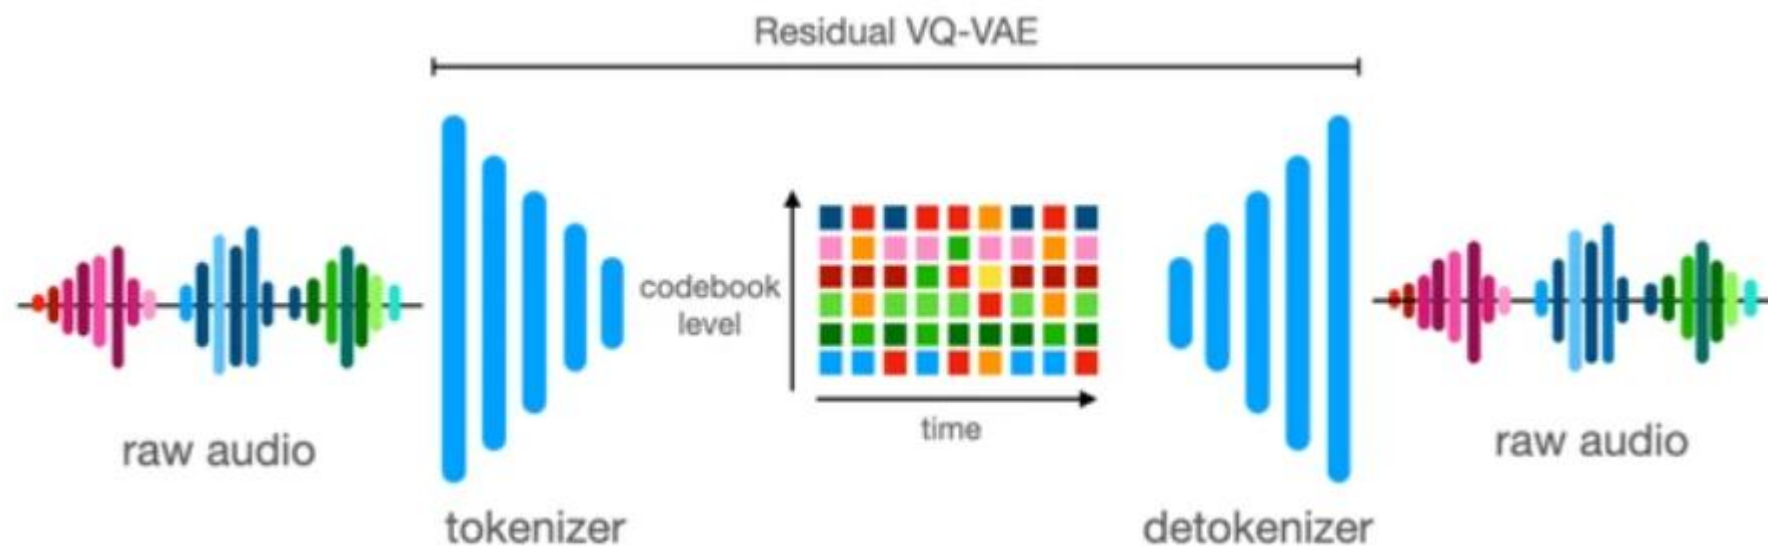 Residual VQ-VAE
codebook
level
time
raw audio
raw audio
tokenizer
detokenizer